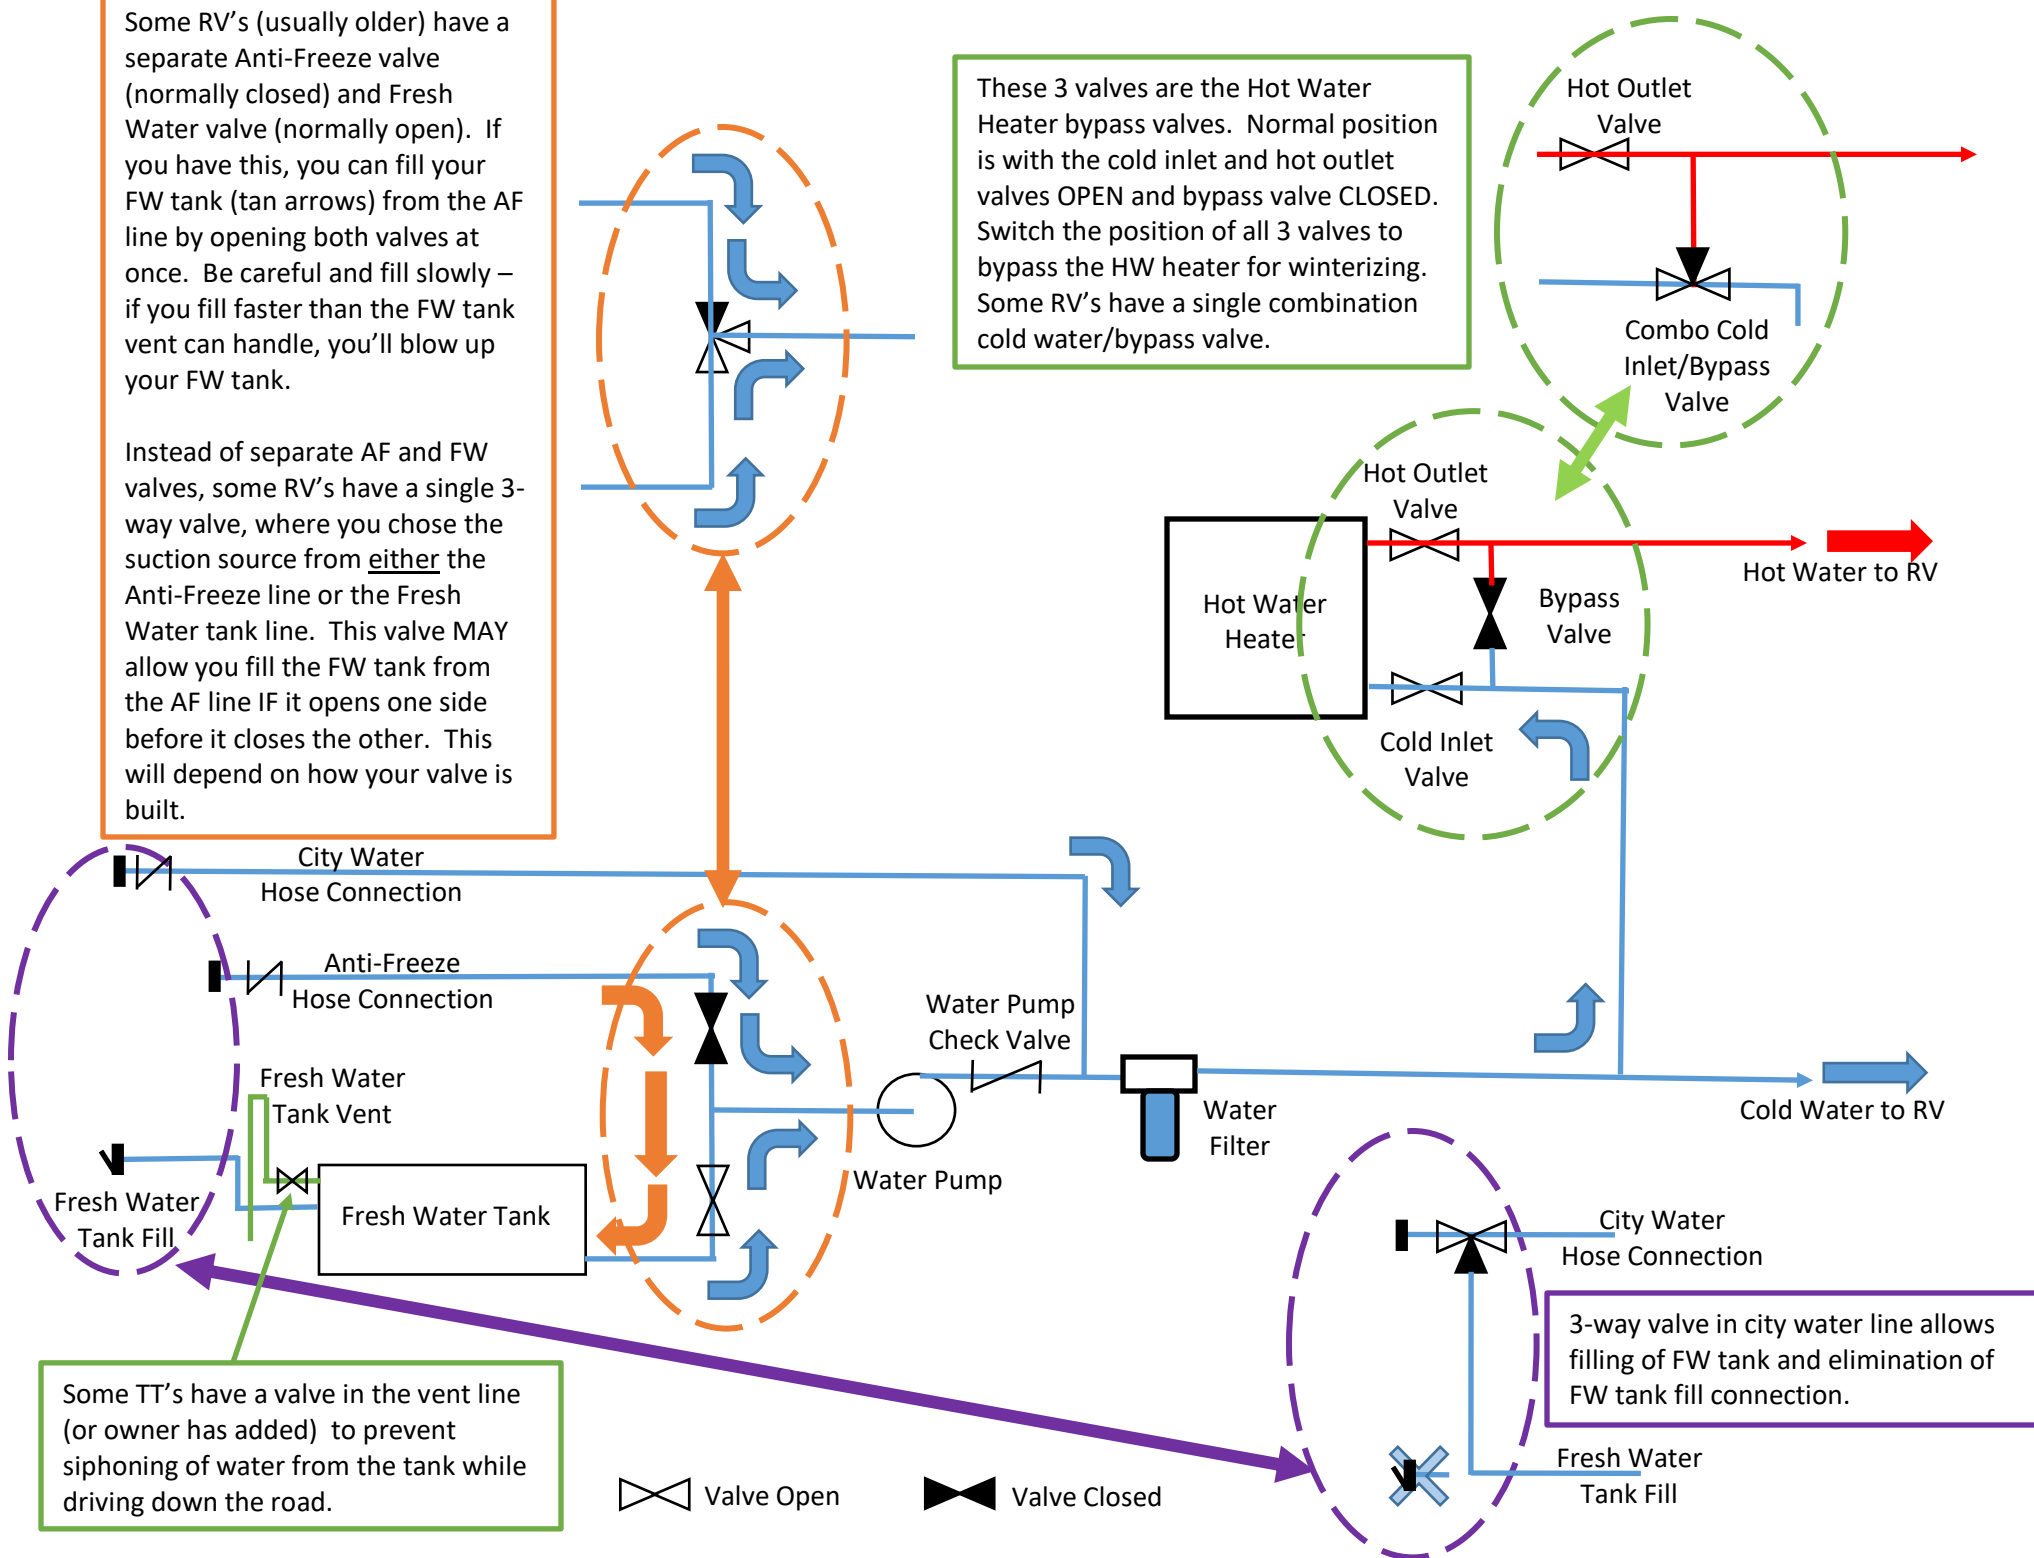 Some RV’s (usually older) have a
separate Anti-Freeze valve
(normally closed) and Fresh
Water valve (normally open).  If
you have this, you can fill your
FW tank (tan arrows) from the AF
line by opening both valves at
once.  Be careful and fill slowly –
if you fill faster than the FW tank
vent can handle, you’ll blow up
your FW tank.
Instead of separate AF and FW
valves, some RV’s have a single 3-
way valve, where you chose the
suction source from either the
Anti-Freeze line or the Fresh
Water tank line.  This valve MAY
allow you fill the FW tank from
the AF line IF it opens one side
before it closes the other.  This
will depend on how your valve is
built.
These 3 valves are the Hot Water
Heater bypass valves.  Normal position
is with the cold inlet and hot outlet
valves OPEN and bypass valve CLOSED.
Switch the position of all 3 valves to
bypass the HW heater for winterizing.
Some RV’s have a single combination
cold water/bypass valve.
Hot Outlet
Valve
Combo Cold
Inlet/Bypass
Valve
Hot Outlet
Valve
Hot Water to RV
Hot Water
Heater
Bypass
Valve
Cold Inlet
Valve
City Water
Hose Connection
Anti-Freeze
Hose Connection
Water Pump
Check Valve
Fresh Water
Tank Vent
Water
Filter
Cold Water to RV
Water Pump
Fresh Water
Tank Fill
Fresh Water Tank
City Water
Hose Connection
3-way valve in city water line allows
filling of FW tank and elimination of
FW tank fill connection.
Fresh Water
Tank Fill
Some TT’s have a valve in the vent line
(or owner has added)  to prevent
siphoning of water from the tank while
driving down the road.
Valve Open
Valve Closed